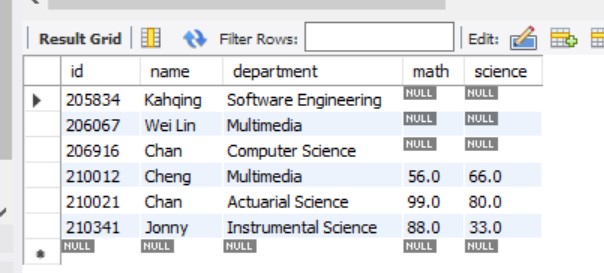 Result Grid Filter Rows: Edit:
id name department math science
205834 Kahqing Software Engineering NULL NULL
206067 Wei Lin Multimedia NULL NULL
206916 Chan Computer Science NULL NULL
210012 Cheng Multimedia 56.0 66.0
210021 Chan Actuarial Science 99.0 80.0
210341 Jonny Instrumental Science 88.0 33.0
NULL NULL NULL NULL NULL